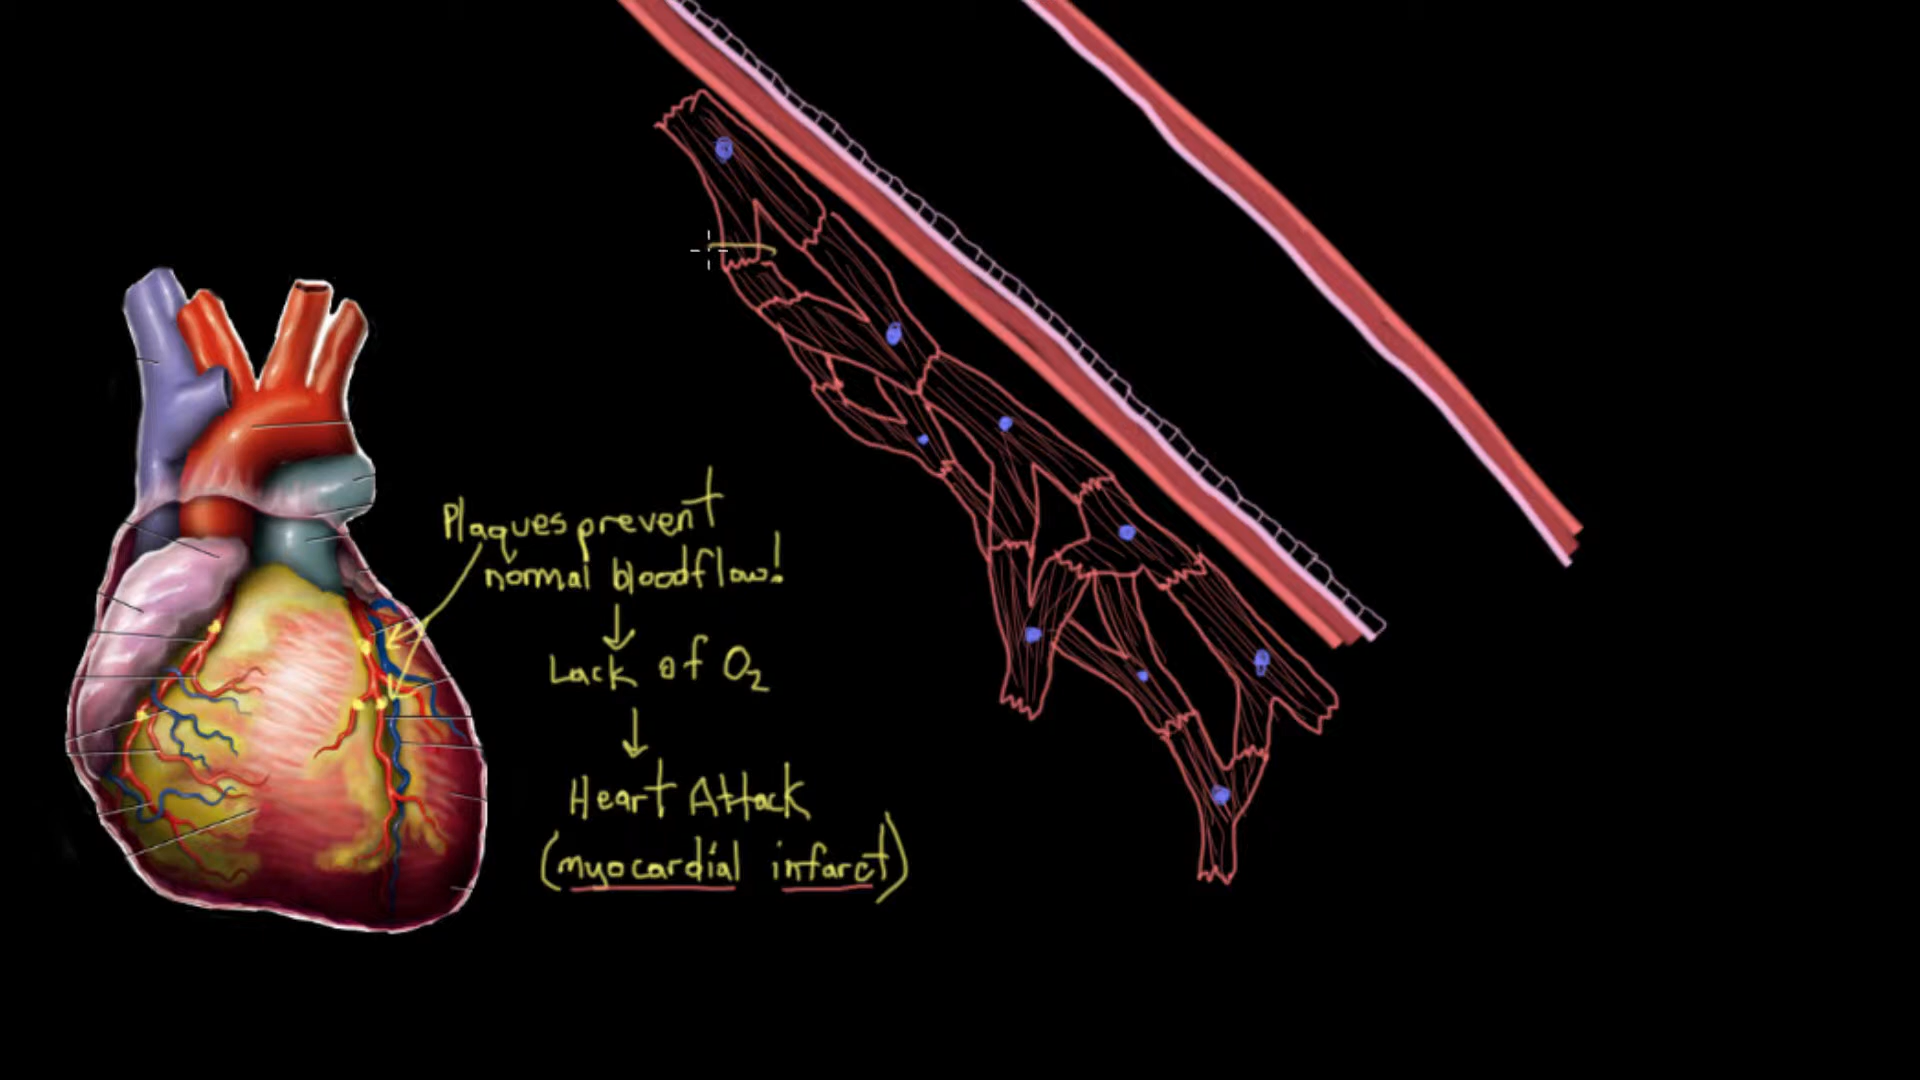 Plaques prevent
normal bloodflow!
↓
Lack of O₂
↓
Heart Attack
(myocardial infarct)